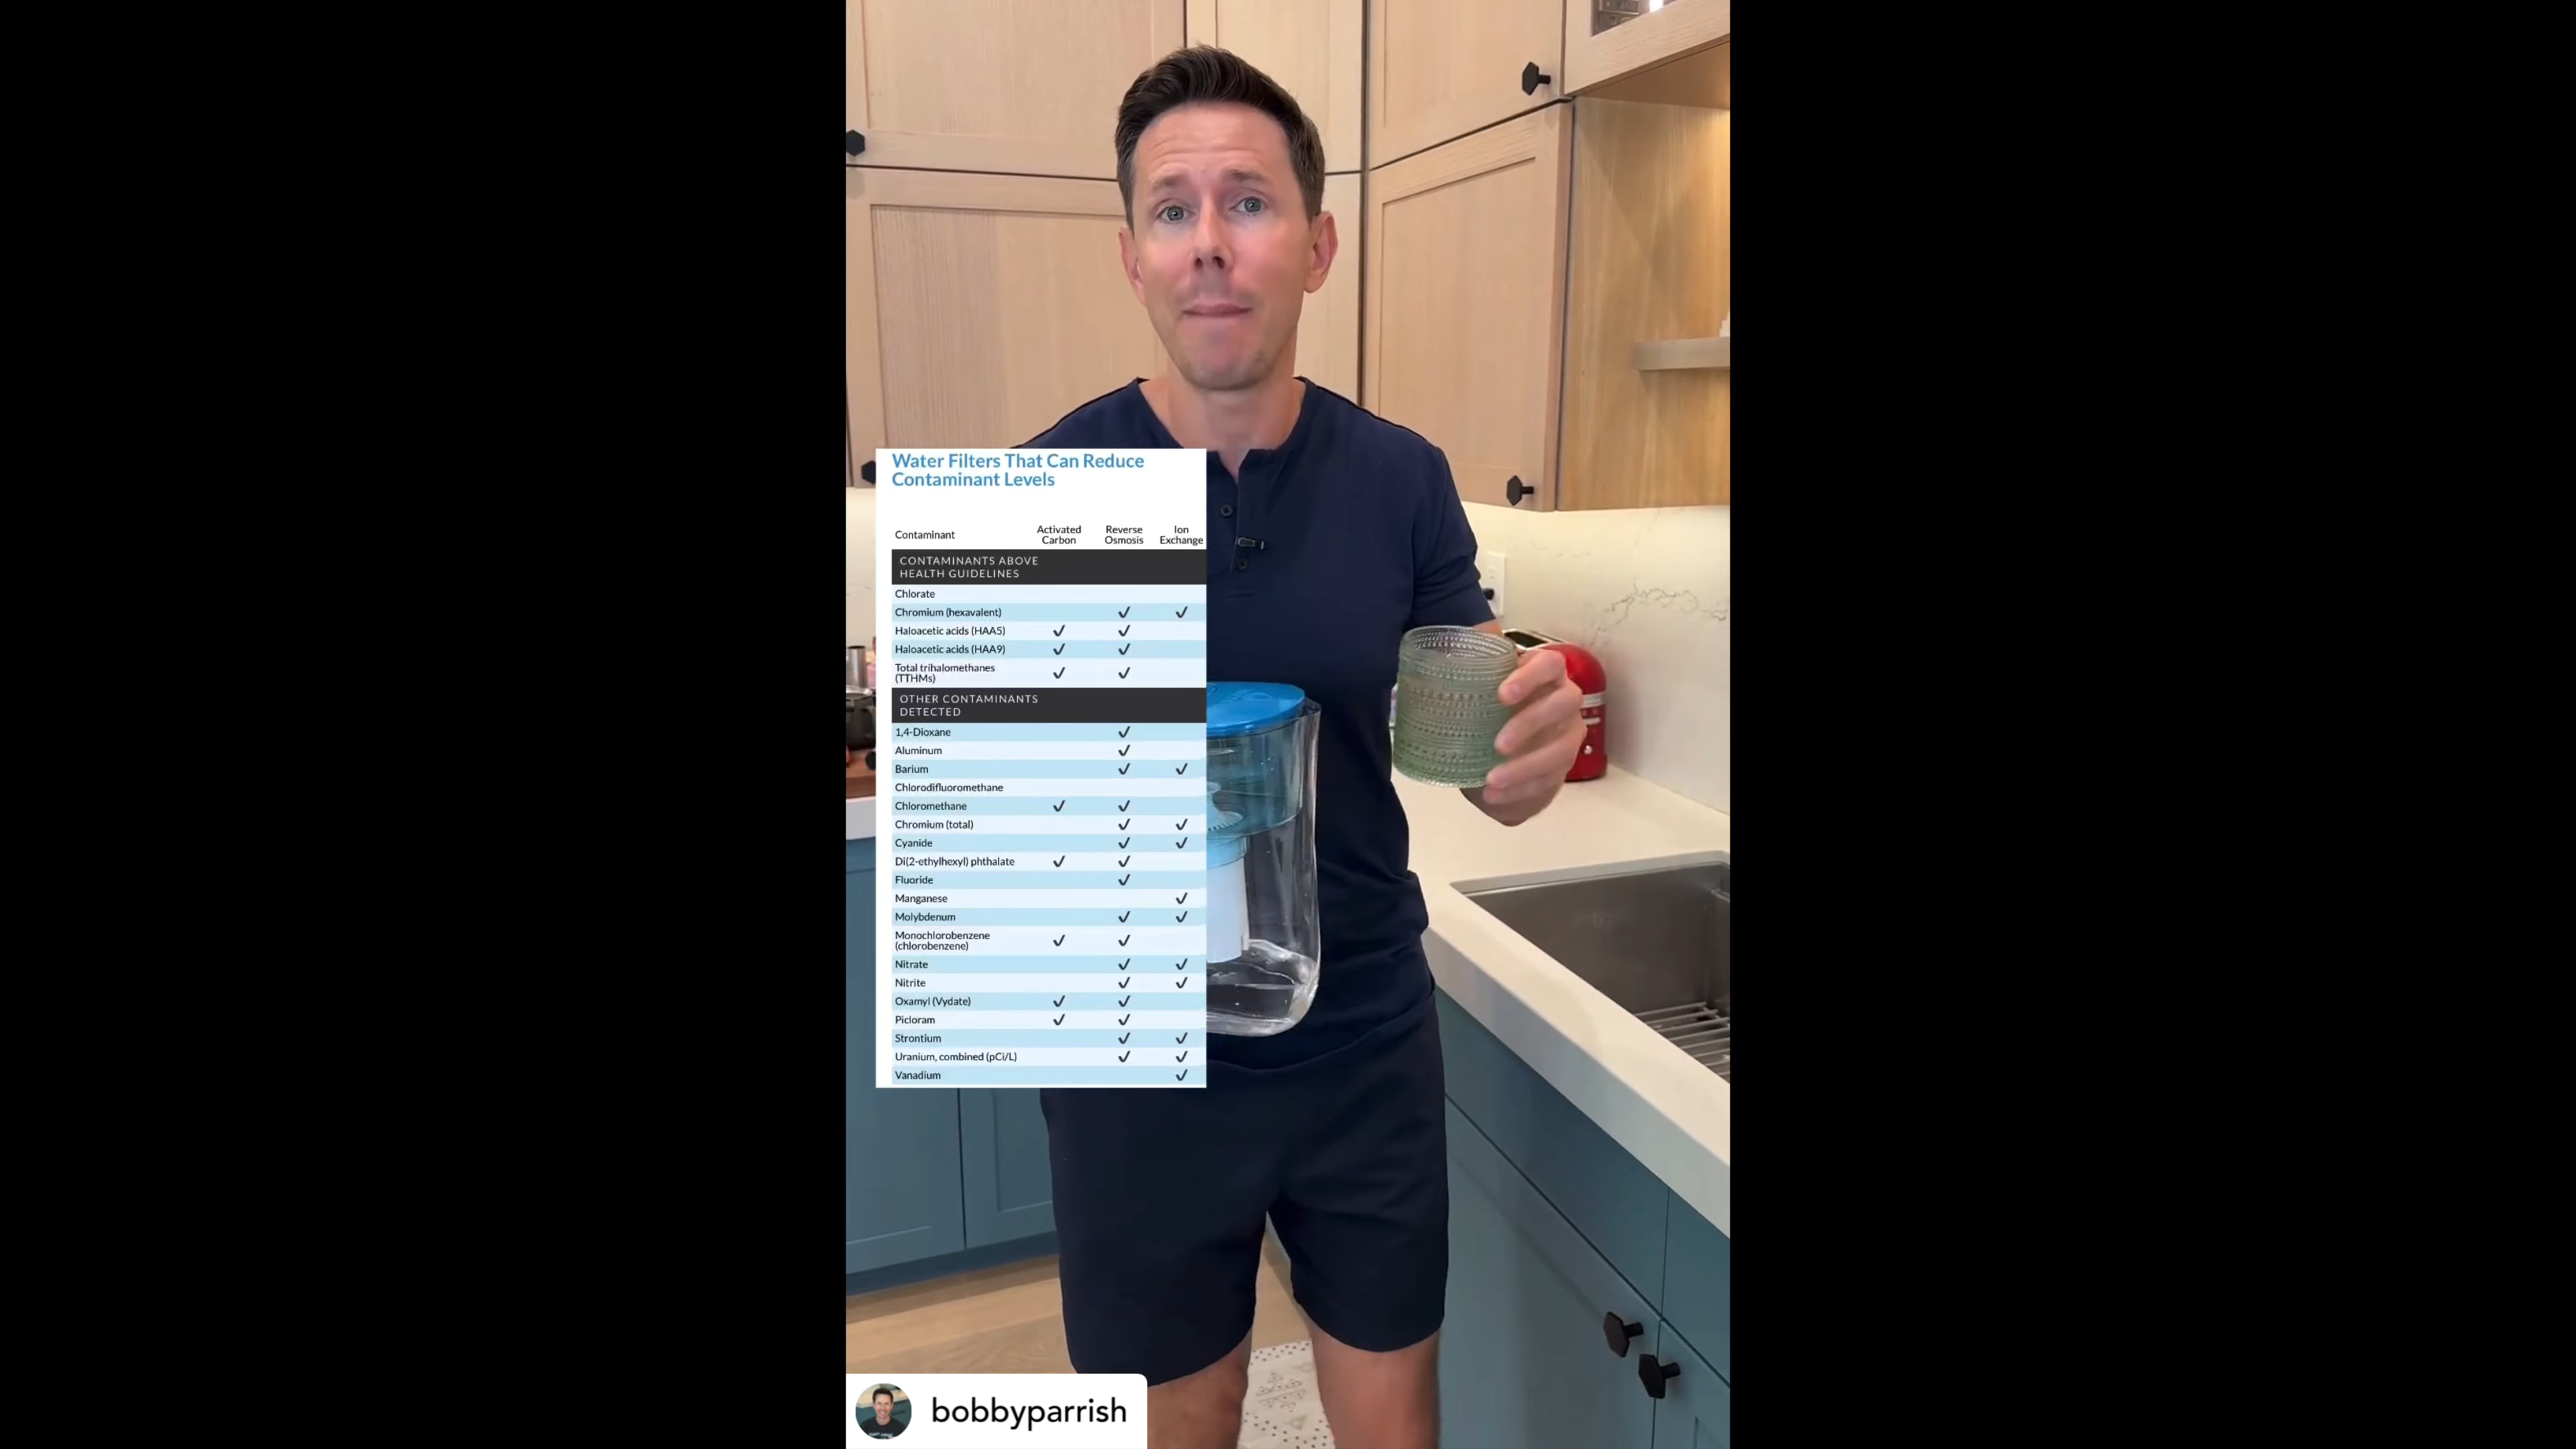 Water Filters That Can Reduce
Contaminant Levels
Contaminant Activated Carbon Reverse Osmosis Ion Exchange
CONTAMINANTS ABOVE
HEALTH GUIDELINES
Chlorate
Chromium (hexavalent) ✓ ✓
Haloacetic acids (HAA5) ✓ ✓
Haloacetic acids (HAA9) ✓ ✓
Total trihalomethanes
(TTHMs) ✓ ✓
OTHER CONTAMINANTS
DETECTED
1,4-Dioxane ✓
Aluminum ✓
Barium ✓ ✓
Chlorodifluoromethane
Chloromethane ✓ ✓
Chromium (total) ✓ ✓
Cyanide ✓ ✓
Di(2-ethylhexyl) phthalate ✓ ✓
Fluoride ✓
Manganese ✓
Molybdenum ✓ ✓
Monochlorobenzene
(chlorobenzene) ✓ ✓
Nitrate ✓ ✓
Nitrite ✓ ✓
Oxamyl (Vydate) ✓ ✓
Picloram ✓ ✓
Strontium ✓ ✓
Uranium, combined (pCi/L) ✓ ✓
Vanadium ✓
bobbyparrish